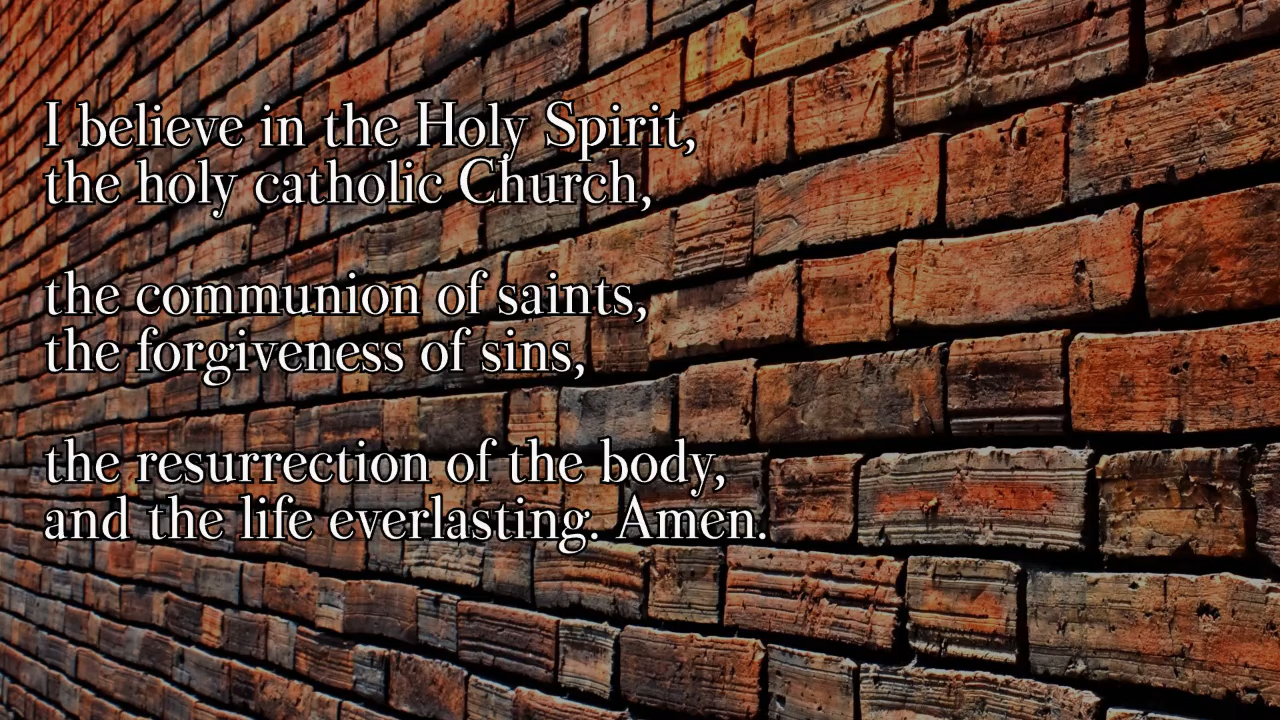 I believe in the Holy Spirit,
the holy catholic Church,
the communion of saints,
the forgiveness of sins,
the resurrection of the body,
and the life everlasting. Amen.